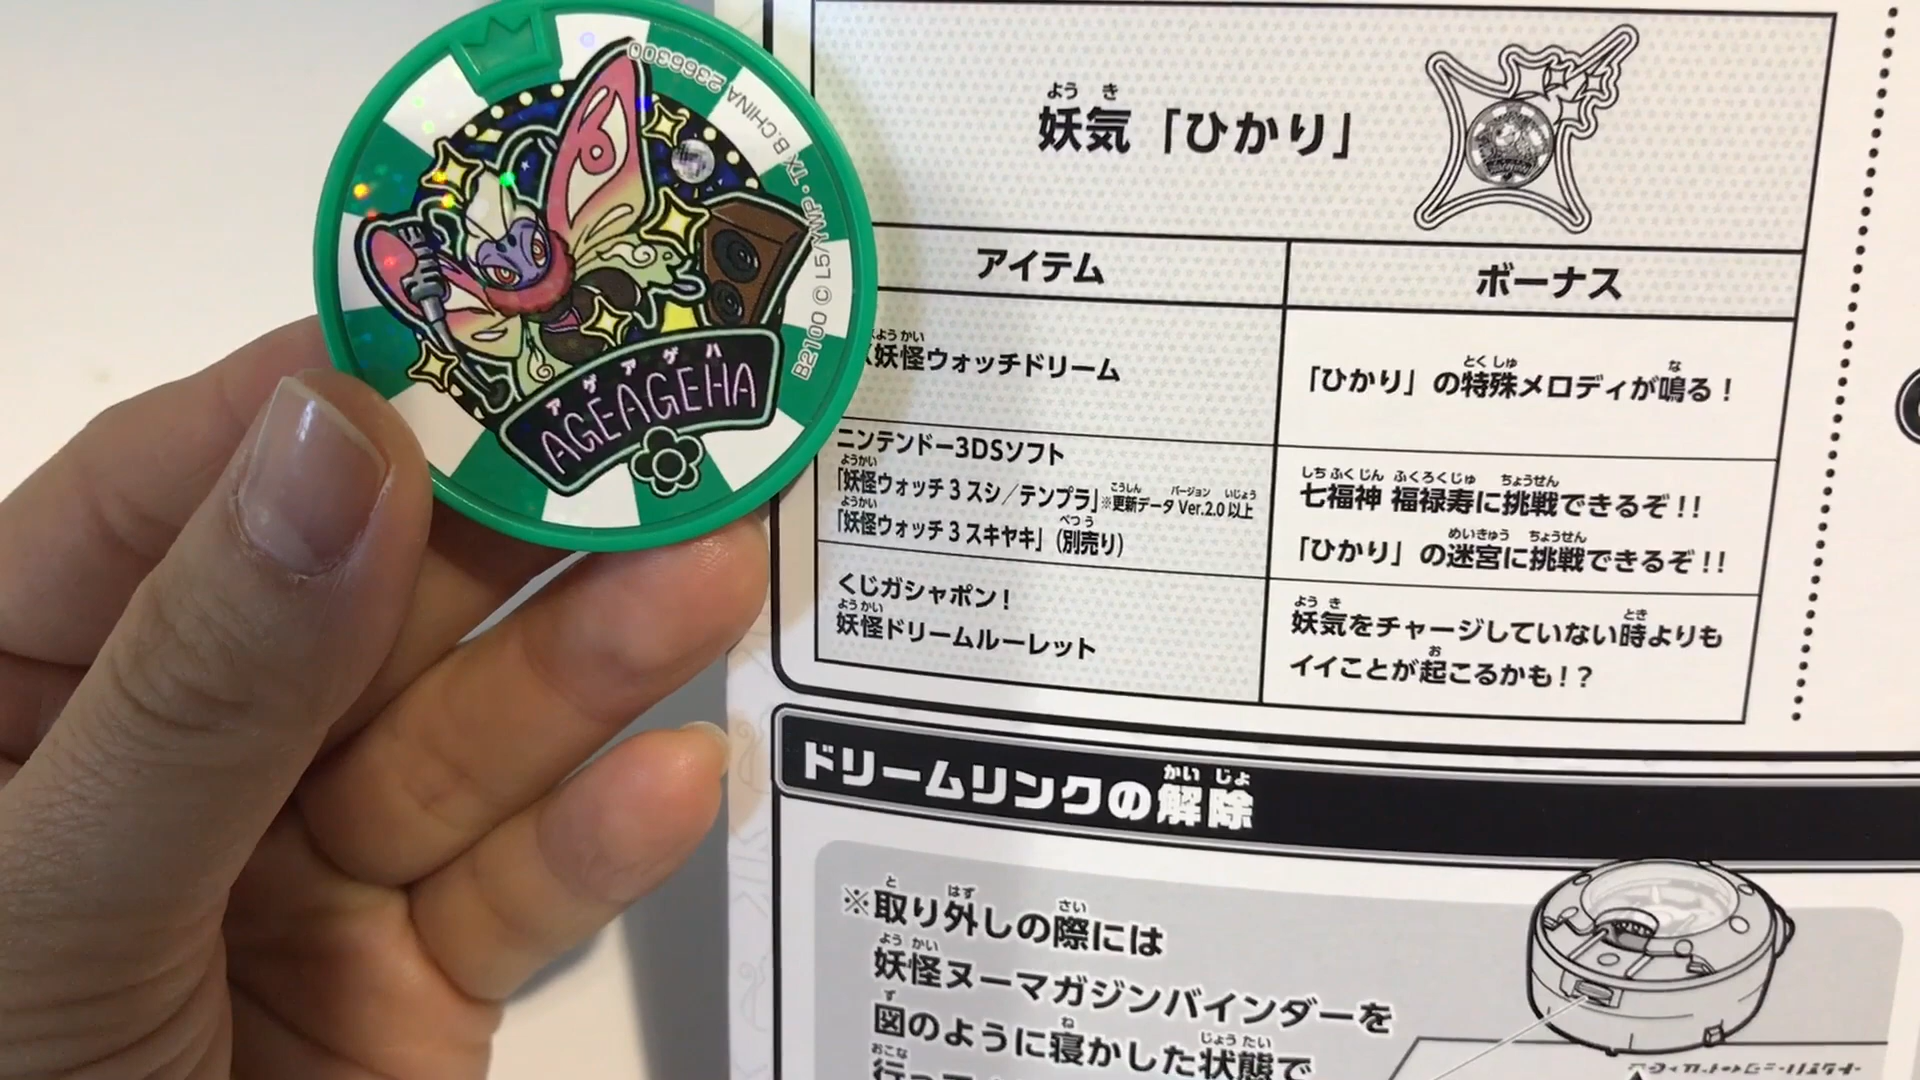 2366300
B2100 C L5Y/WP・TX B.CHINA
アゲアゲハ
AGEAGEHA
よう き
妖気「ひかり」
アイテム
ボーナス
ようかい
妖怪ウォッチドリーム
とくしゅ な
「ひかり」の特殊メロディが鳴る!
ニンテンドー3DSソフト
ようかい こうしん バージョン いじょう
「妖怪ウォッチ3 スシ/テンプラ」※更新データ Ver.2.0 以上
ようかい べつう
「妖怪ウォッチ3 スキヤキ」(別売り)
しちふくじん ふくろくじゅ ちょうせん
七福神 福禄寿に挑戦できるぞ!!
めいきゅう ちょうせん
「ひかり」の迷宮に挑戦できるぞ!!
くじガシャポン!
ようかい
妖怪ドリームルーレット
よう き とき
妖気をチャージしていない時よりも
お
イイことが起こるかも!?
かい じょ
ドリームリンクの解除
と はず さい
※取り外しの際には
よう かい
妖怪ヌーマガジンバインダーを
ず ね じょうたい
図のように寝かした状態で
おこな
行って